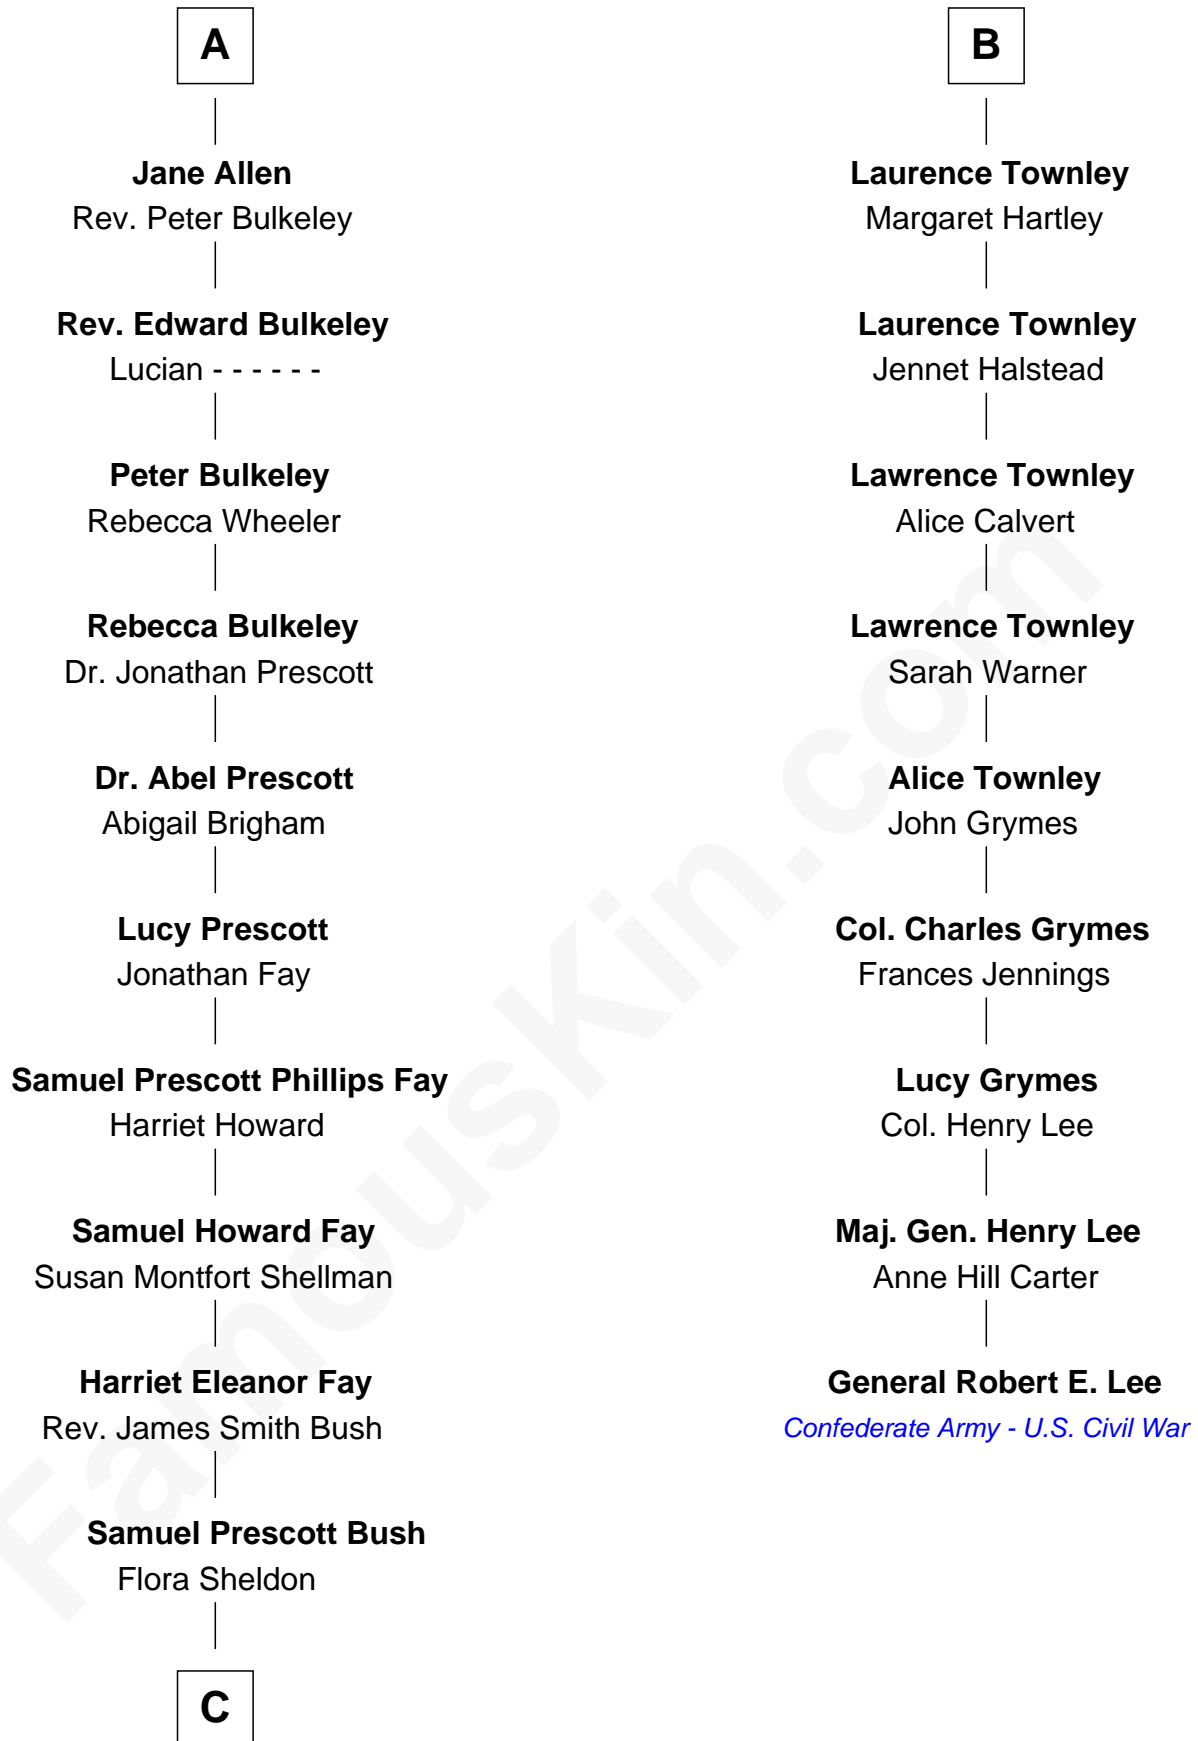 A
Jane Allen
Rev. Peter Bulkeley
Rev. Edward Bulkeley
Lucian - - - - - -
Peter Bulkeley
Rebecca Wheeler
Rebecca Bulkeley
Dr. Jonathan Prescott
Dr. Abel Prescott
Abigail Brigham
Lucy Prescott
Jonathan Fay
Samuel Prescott Phillips Fay
Harriet Howard
Samuel Howard Fay
Susan Montfort Shellman
Harriet Eleanor Fay
Rev. James Smith Bush
Samuel Prescott Bush
Flora Sheldon
C
B
Laurence Townley
Margaret Hartley
Laurence Townley
Jennet Halstead
Lawrence Townley
Alice Calvert
Lawrence Townley
Sarah Warner
Alice Townley
John Grymes
Col. Charles Grymes
Frances Jennings
Lucy Grymes
Col. Henry Lee
Maj. Gen. Henry Lee
Anne Hill Carter
General Robert E. Lee
Confederate Army - U.S. Civil War
FamousKin.com